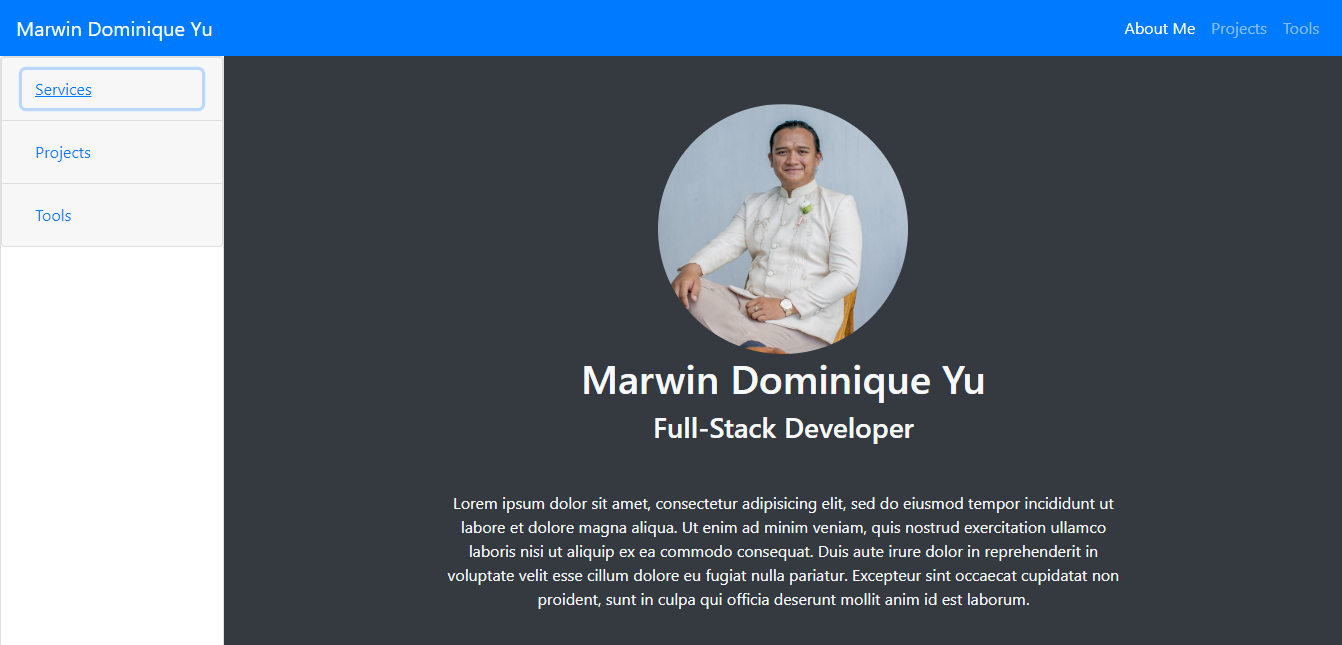 Marwin Dominique Yu
About Me Projects Tools
Services
Projects
Tools
Marwin Dominique Yu
Full-Stack Developer
Lorem ipsum dolor sit amet, consectetur adipisicing elit, sed do eiusmod tempor incididunt ut
labore et dolore magna aliqua. Ut enim ad minim veniam, quis nostrud exercitation ullamco
laboris nisi ut aliquip ex ea commodo consequat. Duis aute irure dolor in reprehenderit in
voluptate velit esse cillum dolore eu fugiat nulla pariatur. Excepteur sint occaecat cupidatat non
proident, sunt in culpa qui officia deserunt mollit anim id est laborum.